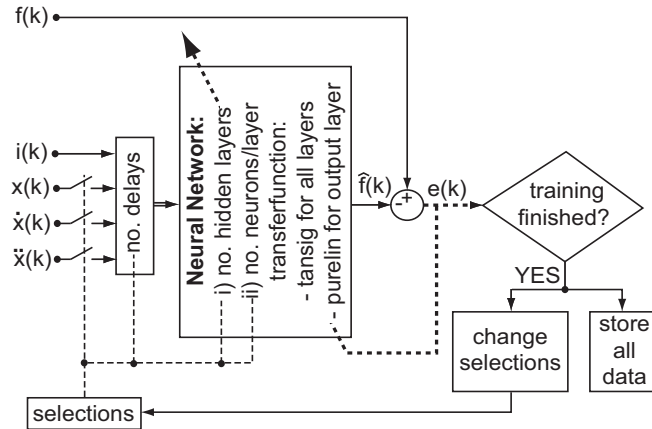 f(k)
i(k)
x(k)
ẋ(k)
ẍ(k)
no. delays
Neural Network:
i) no. hidden layers
ii) no. neurons/layer
transferfunction:
- tansig for all layers
- purelin for output layer
f̂(k)
- +
e(k)
training
finished?
YES
change
selections
store
all
data
selections